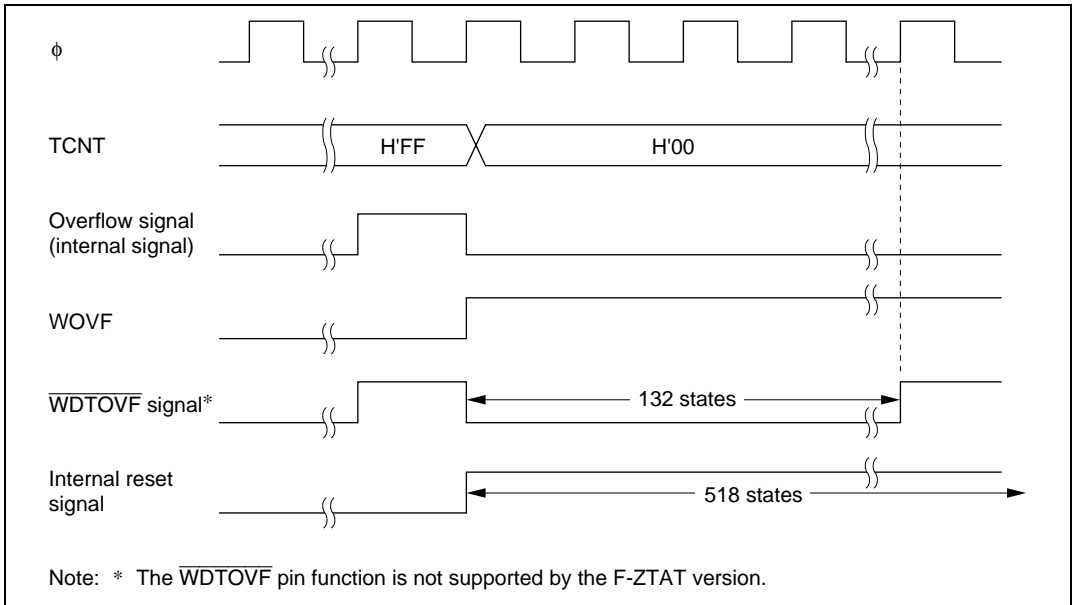 ϕ
TCNT
H'FF
H'00
Overflow signal
(internal signal)
WOVF
WDTOVF signal*
132 states
Internal reset
signal
518 states
Note: * The WDTOVF pin function is not supported by the F-ZTAT version.